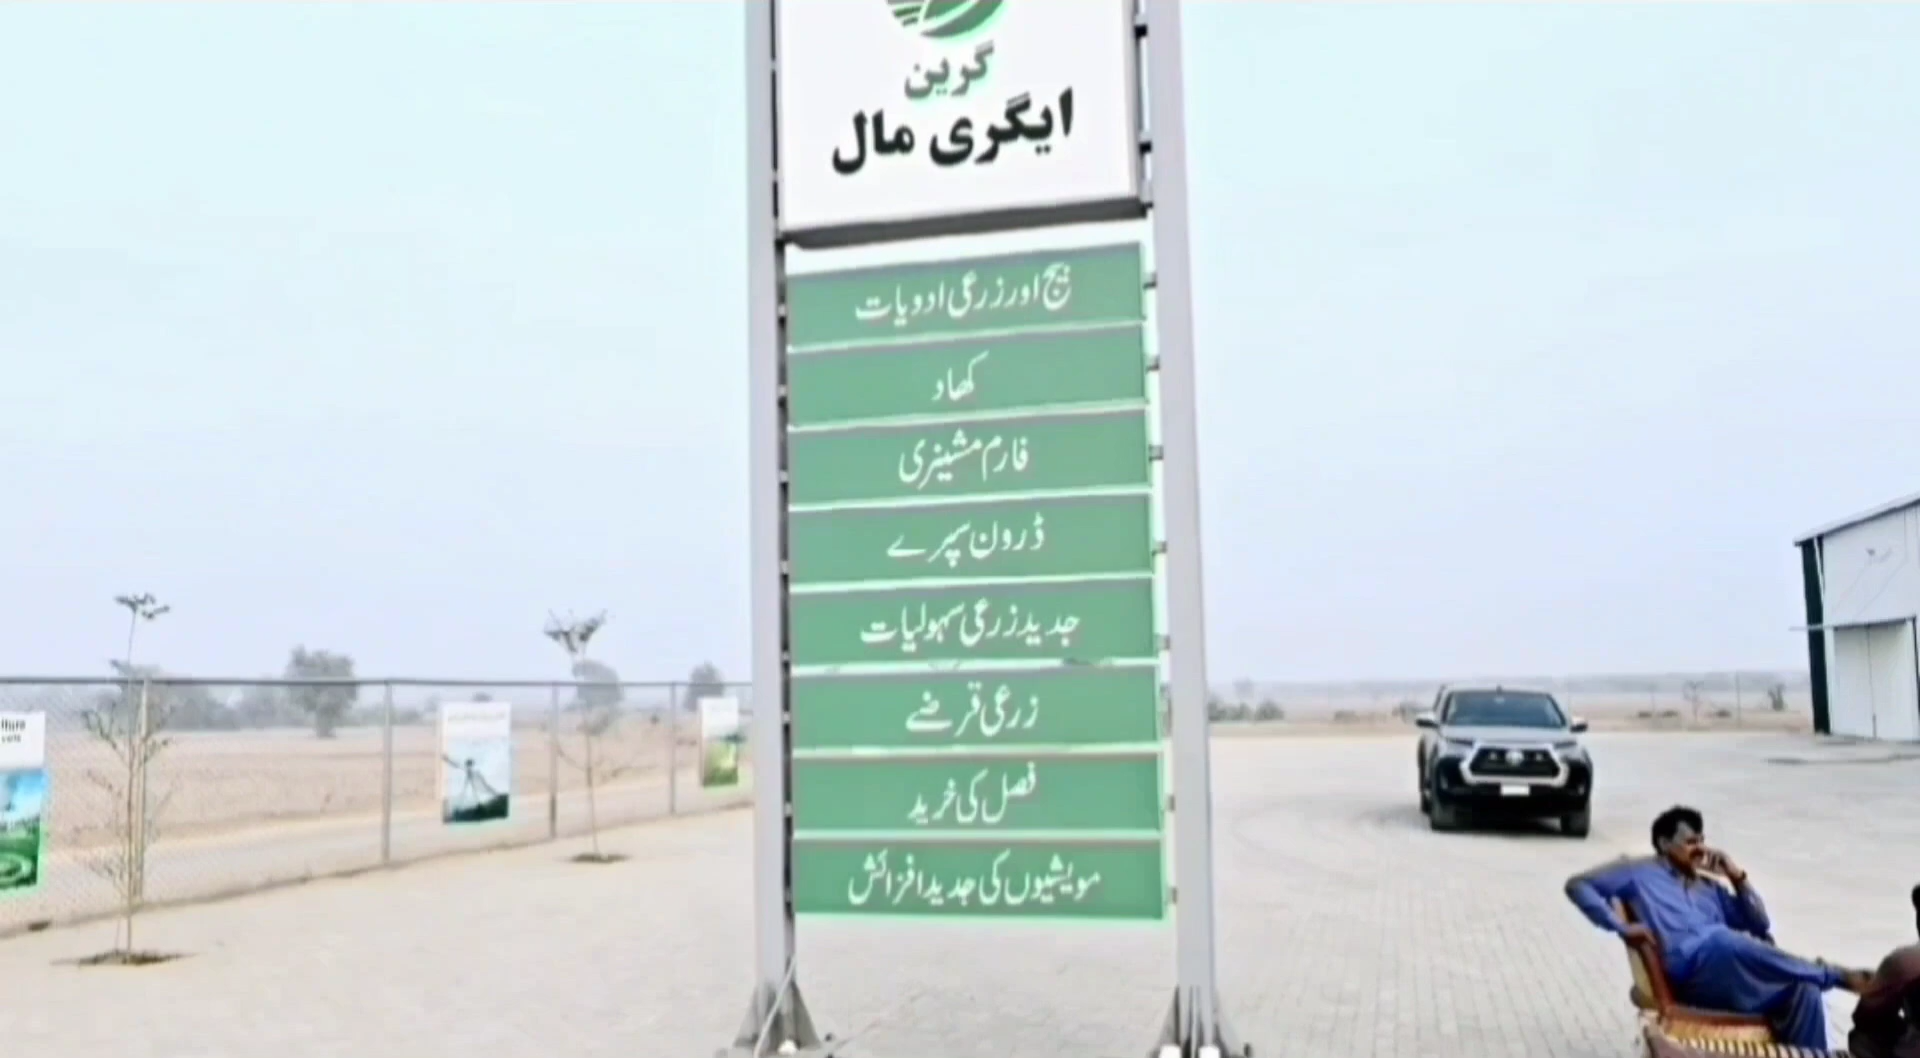 گرین
ایگری مال
بیج اور زرعی ادویات
کھاد
فارم مشینری
ڈرون سپرے
جدید زرعی سہولیات
زرعی قرضے
فصل کی خرید
مویشیوں کی جدید افزائش